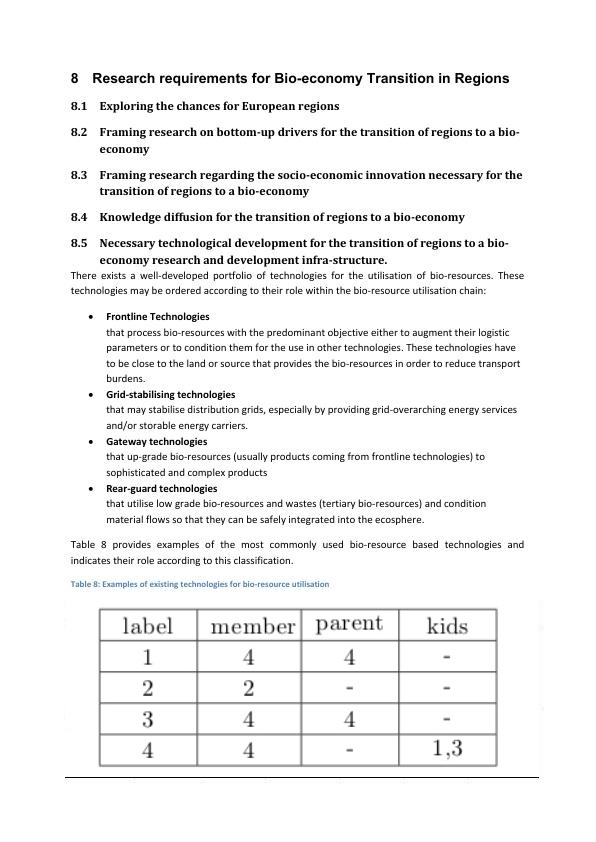 8 Research requirements for Bio-economy Transition in Regions
8.1 Exploring the chances for European regions
8.2 Framing research on bottom-up drivers for the transition of regions to a bio-
economy
8.3 Framing research regarding the socio-economic innovation necessary for the
transition of regions to a bio-economy
8.4 Knowledge diffusion for the transition of regions to a bio-economy
8.5 Necessary technological development for the transition of regions to a bio-
economy research and development infra-structure.
There exists a well-developed portfolio of technologies for the utilisation of bio-resources. These
technologies may be ordered according to their role within the bio-resource utilisation chain:
• Frontline Technologies
that process bio-resources with the predominant objective either to augment their logistic
parameters or to condition them for the use in other technologies. These technologies have
to be close to the land or source that provides the bio-resources in order to reduce transport
burdens.
• Grid-stabilising technologies
that may stabilise distribution grids, especially by providing grid-overarching energy services
and/or storable energy carriers.
• Gateway technologies
that up-grade bio-resources (usually products coming from frontline technologies) to
sophisticated and complex products
• Rear-guard technologies
that utilise low grade bio-resources and wastes (tertiary bio-resources) and condition
material flows so that they can be safely integrated into the ecosphere.
Table 8 provides examples of the most commonly used bio-resource based technologies and
indicates their role according to this classification.
Table 8: Examples of existing technologies for bio-resource utilisation
label member parent kids
1 4 4 -
2 2 - -
3 4 4 -
4 4 - 1,3